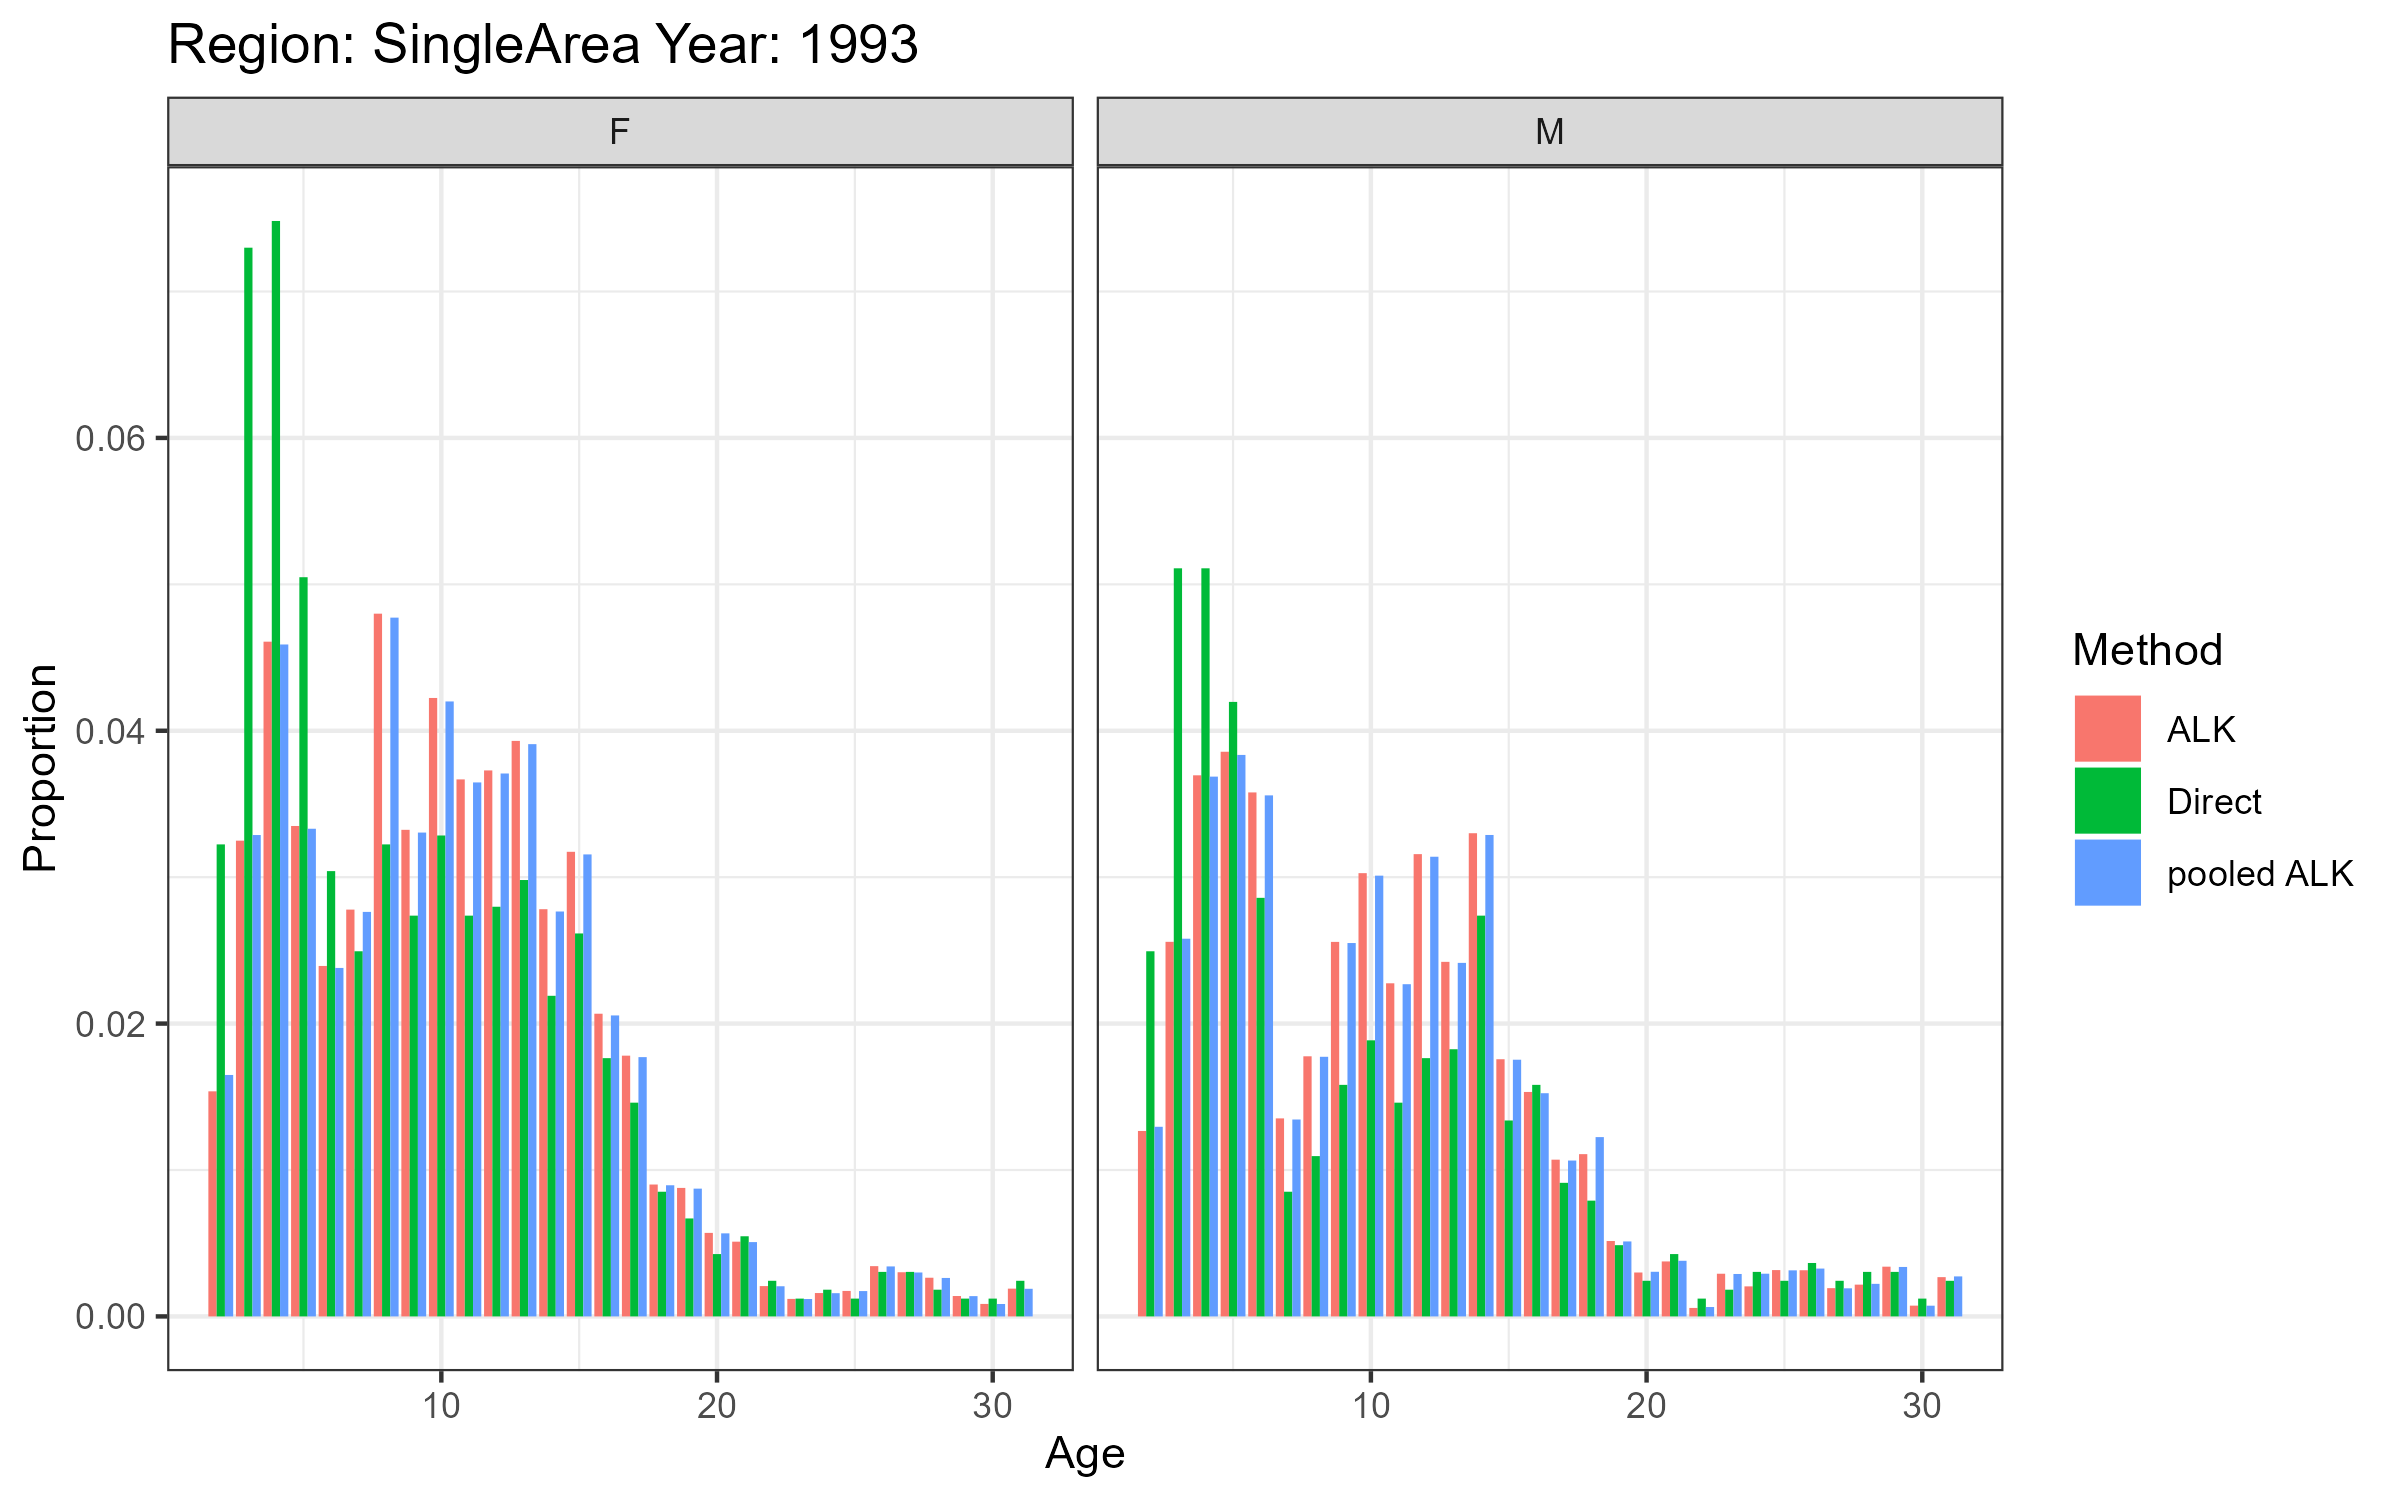 Region: SingleArea Year: 1993
F
M
0.06
0.04
0.02
0.00
Proportion
10
20
30
10
20
30
Age
Method
ALK
Direct
pooled ALK